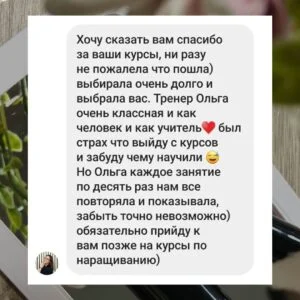 Хочу сказать вам спасибо
за ваши курсы, ни разу
не пожалела что пошла)
выбирала очень долго и
выбрала вас. Тренер Ольга
очень классная и как
человек и как учитель❤️ был
страх что выйду с курсов
и забуду чему научили 😅
Но Ольга каждое занятие
по десять раз нам все
повторяла и показывала,
забыть точно невозможно)
обязательно прийду к
вам позже на курсы по
наращиванию)